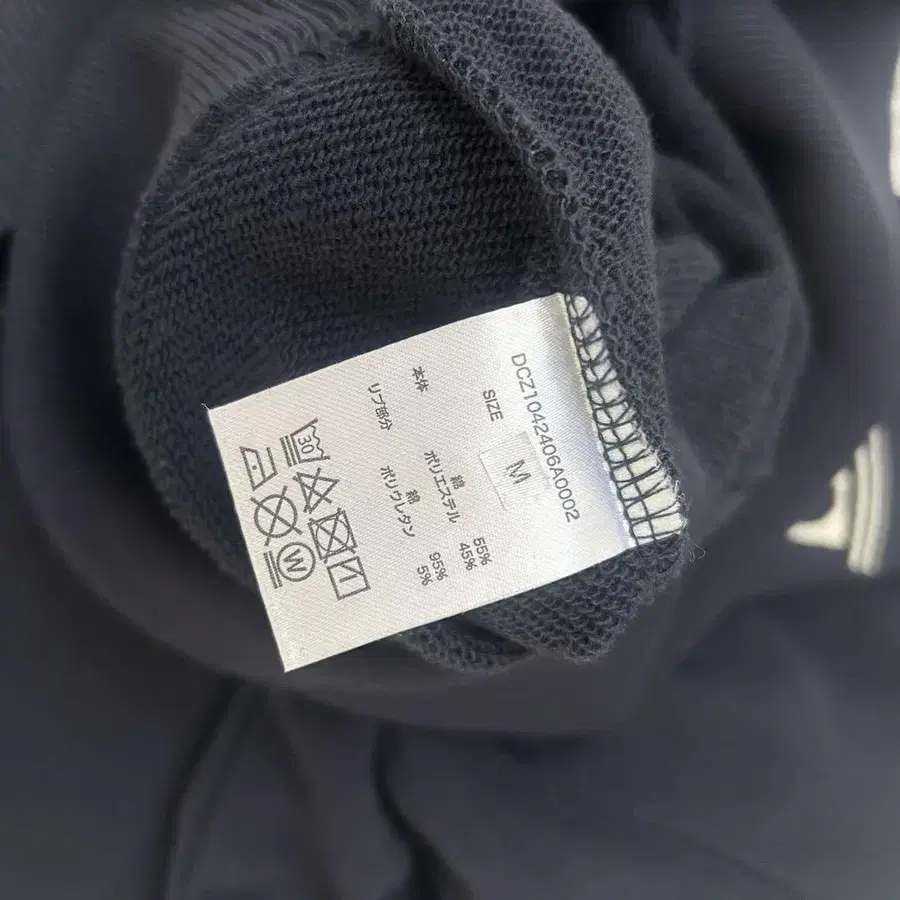 DCZ1042406A0002
SIZE
M
本体
綿 55%
ポリエステル 45%
リブ部分
綿 95%
ポリウレタン 5%
30
W